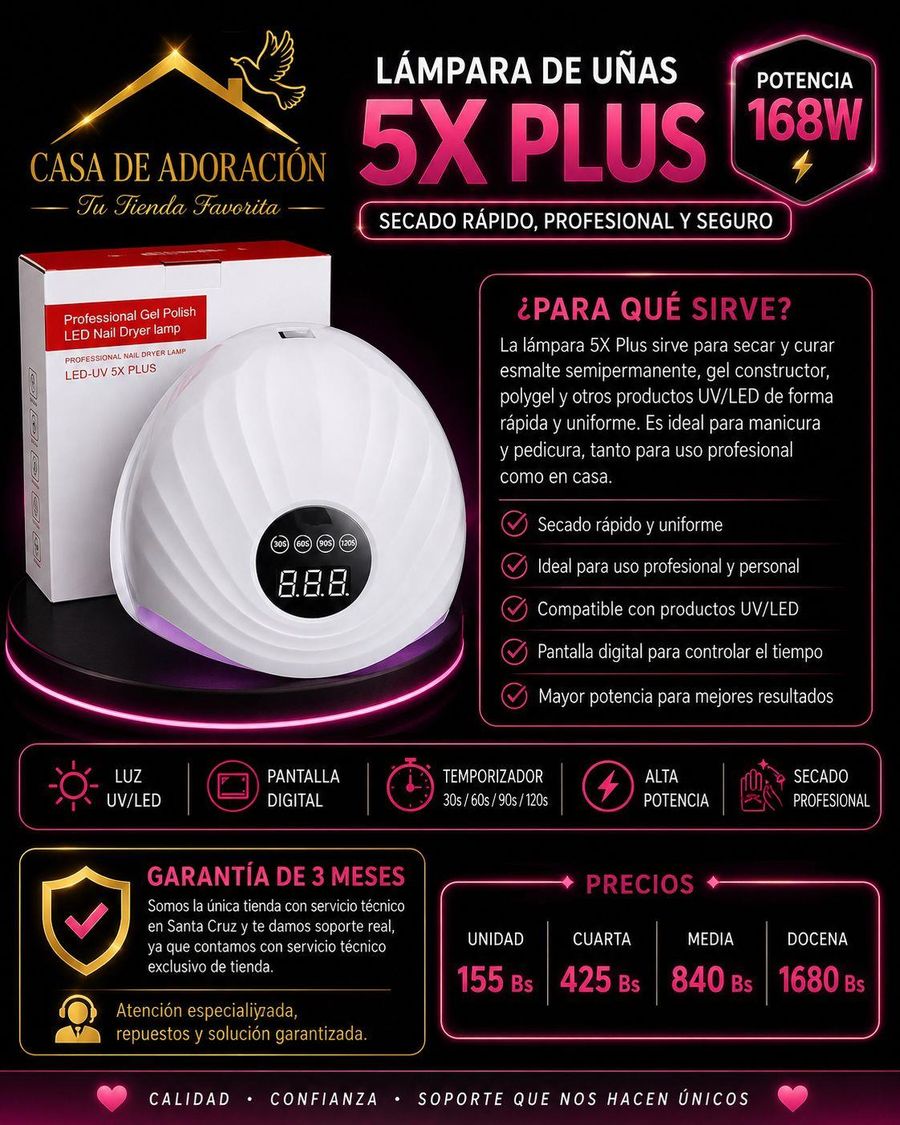 CASA DE ADORACIÓN
Tu Tienda Favorita
LÁMPARA DE UÑAS
5X PLUS
SECADO RÁPIDO, PROFESIONAL Y SEGURO
POTENCIA
168W
Professional Gel Polish
LED Nail Dryer lamp
PROFESSIONAL NAIL DRYER LAMP
LED-UV 5X PLUS
30S 60S 90S 120S
8.8.8.
¿PARA QUÉ SIRVE?
La lámpara 5X Plus sirve para secar y curar
esmalte semipermanente, gel constructor,
polygel y otros productos UV/LED de forma
rápida y uniforme. Es ideal para manicura
y pedicura, tanto para uso profesional
como en casa.
Secado rápido y uniforme
Ideal para uso profesional y personal
Compatible con productos UV/LED
Pantalla digital para controlar el tiempo
Mayor potencia para mejores resultados
LUZ
UV/LED
PANTALLA
DIGITAL
TEMPORIZADOR
30s / 60s / 90s / 120s
ALTA
POTENCIA
SECADO
PROFESIONAL
GARANTÍA DE 3 MESES
Somos la única tienda con servicio técnico
en Santa Cruz y te damos soporte real,
ya que contamos con servicio técnico
exclusivo de tienda.
Atención especializada,
repuestos y solución garantizada.
PRECIOS
UNIDAD
155 Bs
CUARTA
425 Bs
MEDIA
840 Bs
DOCENA
1680 Bs
CALIDAD • CONFIANZA • SOPORTE QUE NOS HACEN ÚNICOS